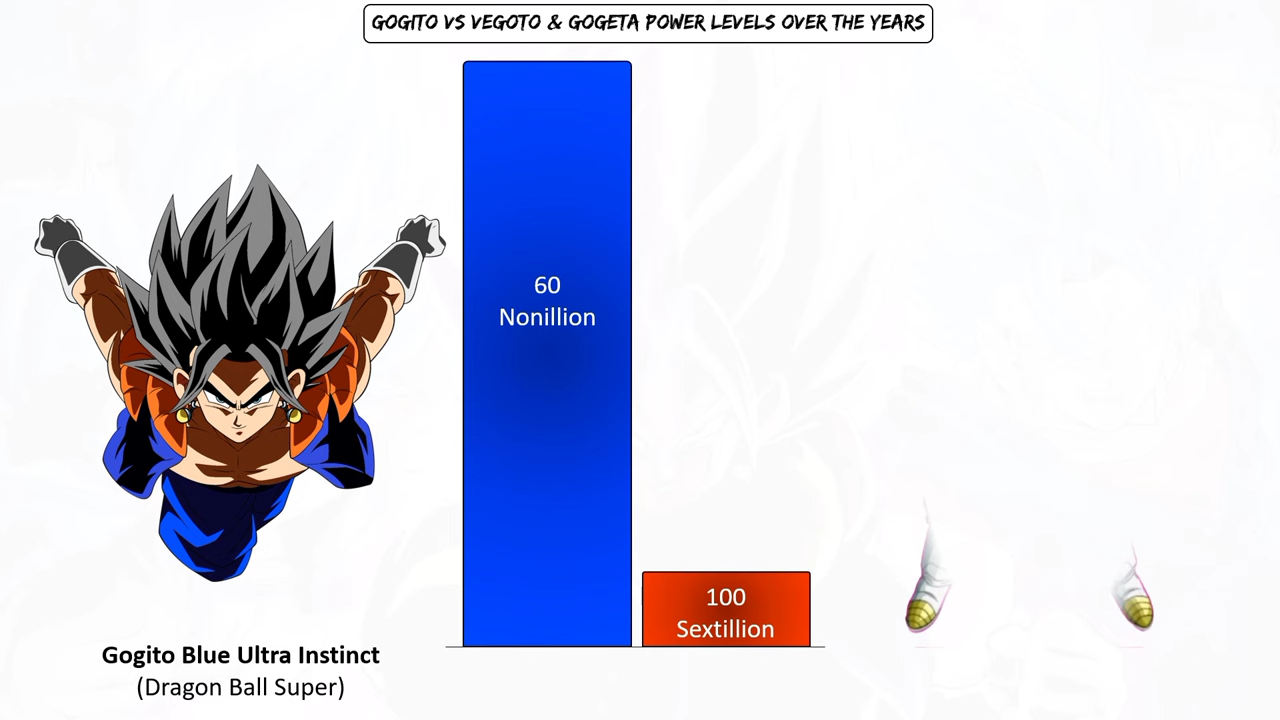 GOGITO VS VEGOTO & GOGETA POWER LEVELS OVER THE YEARS
60
Nonillion
100
Sextillion
Gogito Blue Ultra Instinct
(Dragon Ball Super)